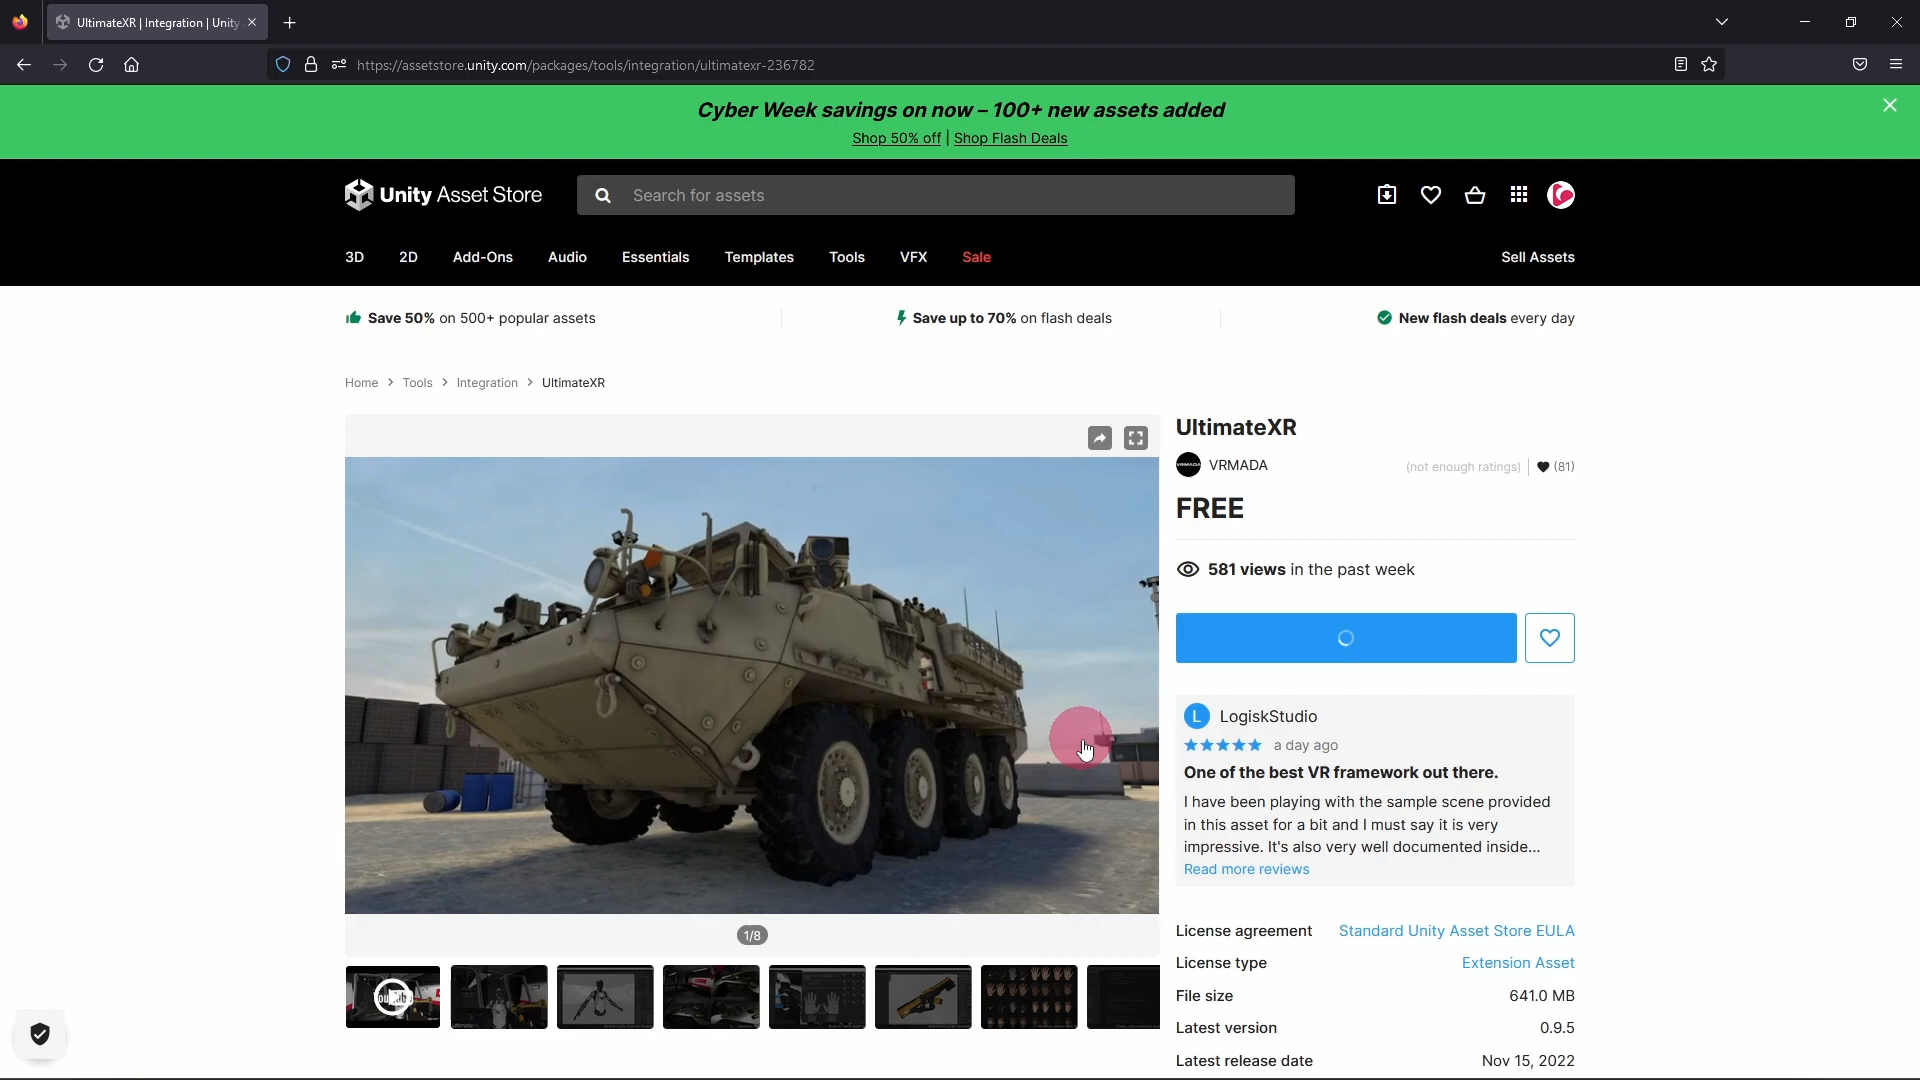 UltimateXR | Integration | Unity
https://assetstore.unity.com/packages/tools/integration/ultimatexr-236782
Cyber Week savings on now – 100+ new assets added
Shop 50% off | Shop Flash Deals
Unity Asset Store
Search for assets
3D 2D Add-Ons Audio Essentials Templates Tools VFX Sale Sell Assets
Save 50% on 500+ popular assets
Save up to 70% on flash deals
New flash deals every day
Home > Tools > Integration > UltimateXR
UltimateXR
VRMADA
(not enough ratings) | (81)
FREE
581 views in the past week
L LogiskStudio
a day ago
One of the best VR framework out there.
I have been playing with the sample scene provided
in this asset for a bit and I must say it is very
impressive. It's also very well documented inside...
Read more reviews
1/8
License agreement Standard Unity Asset Store EULA
License type Extension Asset
File size 641.0 MB
Latest version 0.9.5
Latest release date Nov 15, 2022